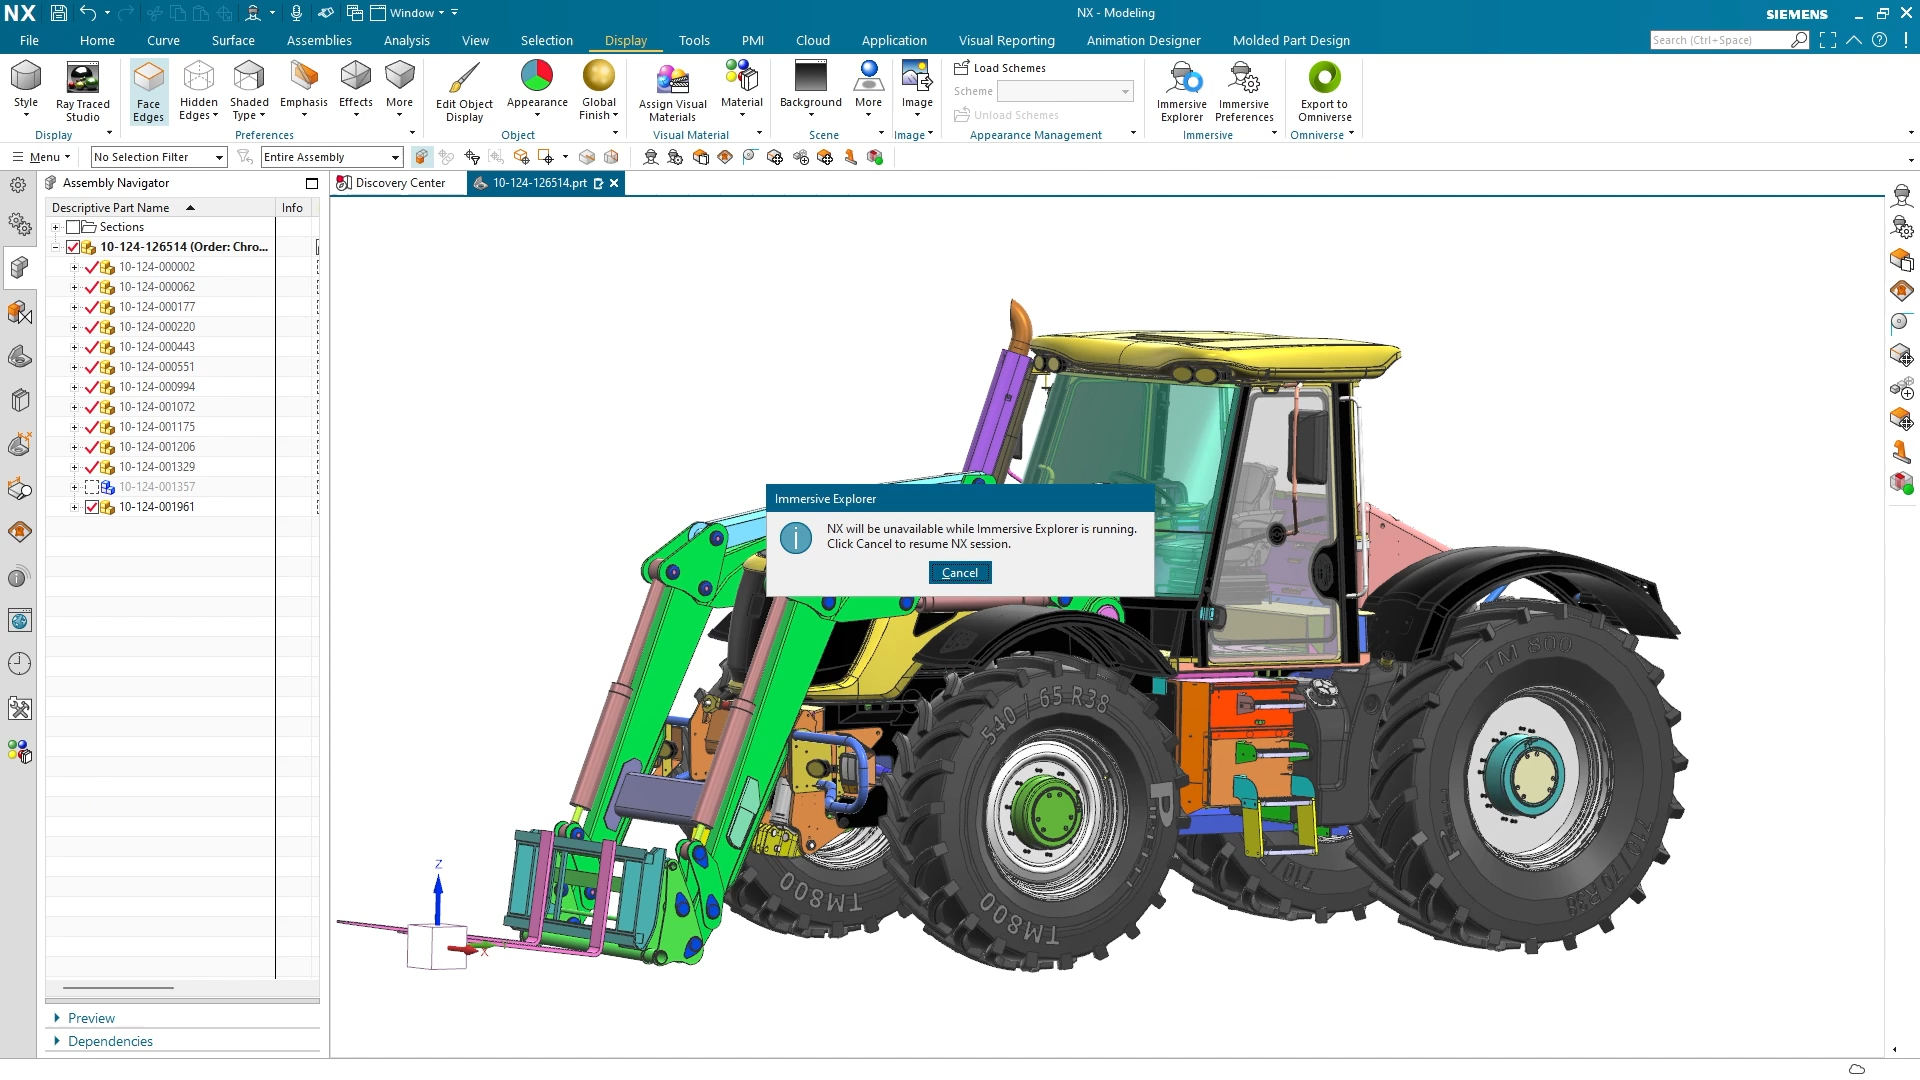 NX
Window
NX - Modeling
SIEMENS
File Home Curve Surface Assemblies Analysis View Selection Display Tools PMI Cloud Application Visual Reporting Animation Designer Molded Part Design
Search (Ctrl+Space)
Style
Ray Traced
Studio
Display
Face
Edges
Hidden
Edges
Shaded
Type
Emphasis
Effects
More
Preferences
Edit Object
Display
Appearance
Global
Finish
Object
Assign Visual
Materials
Material
Visual Material
Background
More
Scene
Image
Image
Load Schemes
Scheme
Unload Schemes
Appearance Management
Immersive
Explorer
Immersive
Preferences
Immersive
Export to
Omniverse
Omniverse
Menu
No Selection Filter
Entire Assembly
Assembly Navigator
Discovery Center
10-124-126514.prt
Descriptive Part Name
Info
Sections
10-124-126514 (Order: Chro...
10-124-000002
10-124-000062
10-124-000177
10-124-000220
10-124-000443
10-124-000551
10-124-000994
10-124-001072
10-124-001175
10-124-001206
10-124-001329
10-124-001357
10-124-001961
Immersive Explorer
NX will be unavailable while Immersive Explorer is running.
Click Cancel to resume NX session.
Cancel
TM 800
540 / 65 R38
TM800
TM800
Z
X
Preview
Dependencies